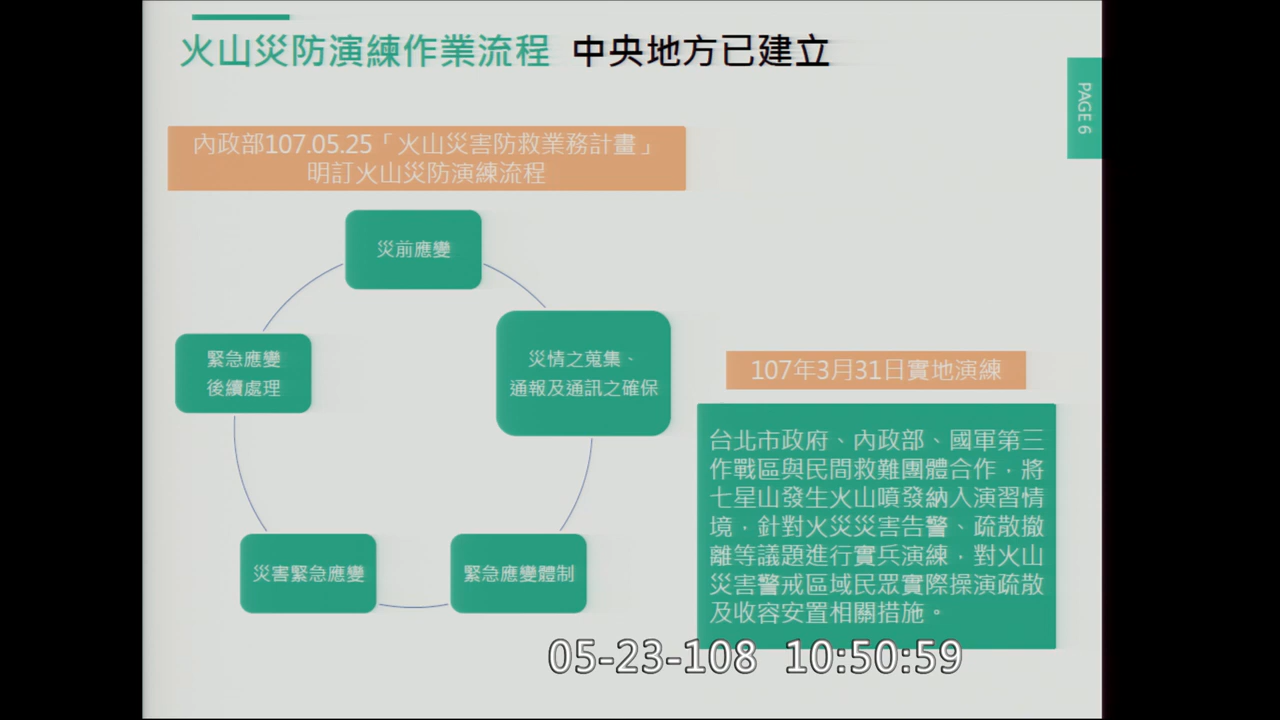 火山災防演練作業流程 中央地方已建立
PAGE 6
內政部107.05.25「火山災害防救業務計畫」
明訂火山災防演練流程
災前應變
災情之蒐集、
通報及通訊之確保
緊急應變體制
災害緊急應變
緊急應變
後續處理
107年3月31日實地演練
台北市政府、內政部、國軍第三
作戰區與民間救難團體合作，將
七星山發生火山噴發納入演習情
境，針對火災災害告警、疏散撤
離等議題進行實兵演練，對火山
災害警戒區域民眾實際操演疏散
及收容安置相關措施。
05-23-108 10:50:59